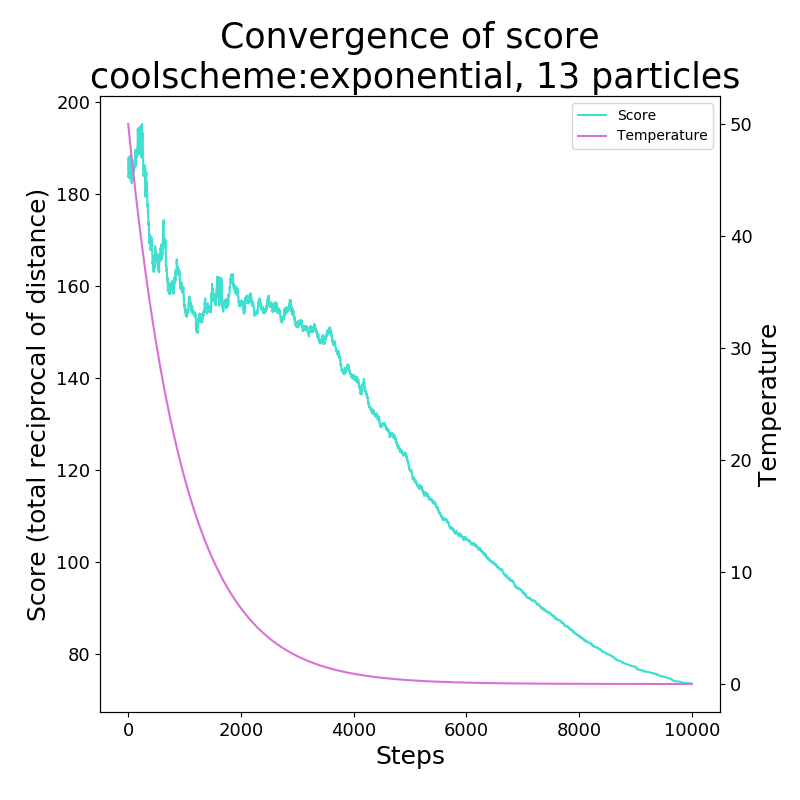 Convergence of score
coolscheme:exponential, 13 particles
Score
Temperature
200
180
160
140
120
100
80
Score (total reciprocal of distance)
50
40
30
20
10
0
Temperature
0 2000 4000 6000 8000 10000
Steps